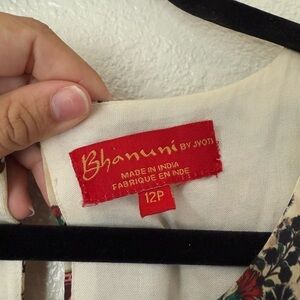 Bhanuni BY JYOTI
MADE IN INDIA
FABRIQUE EN INDE
12P